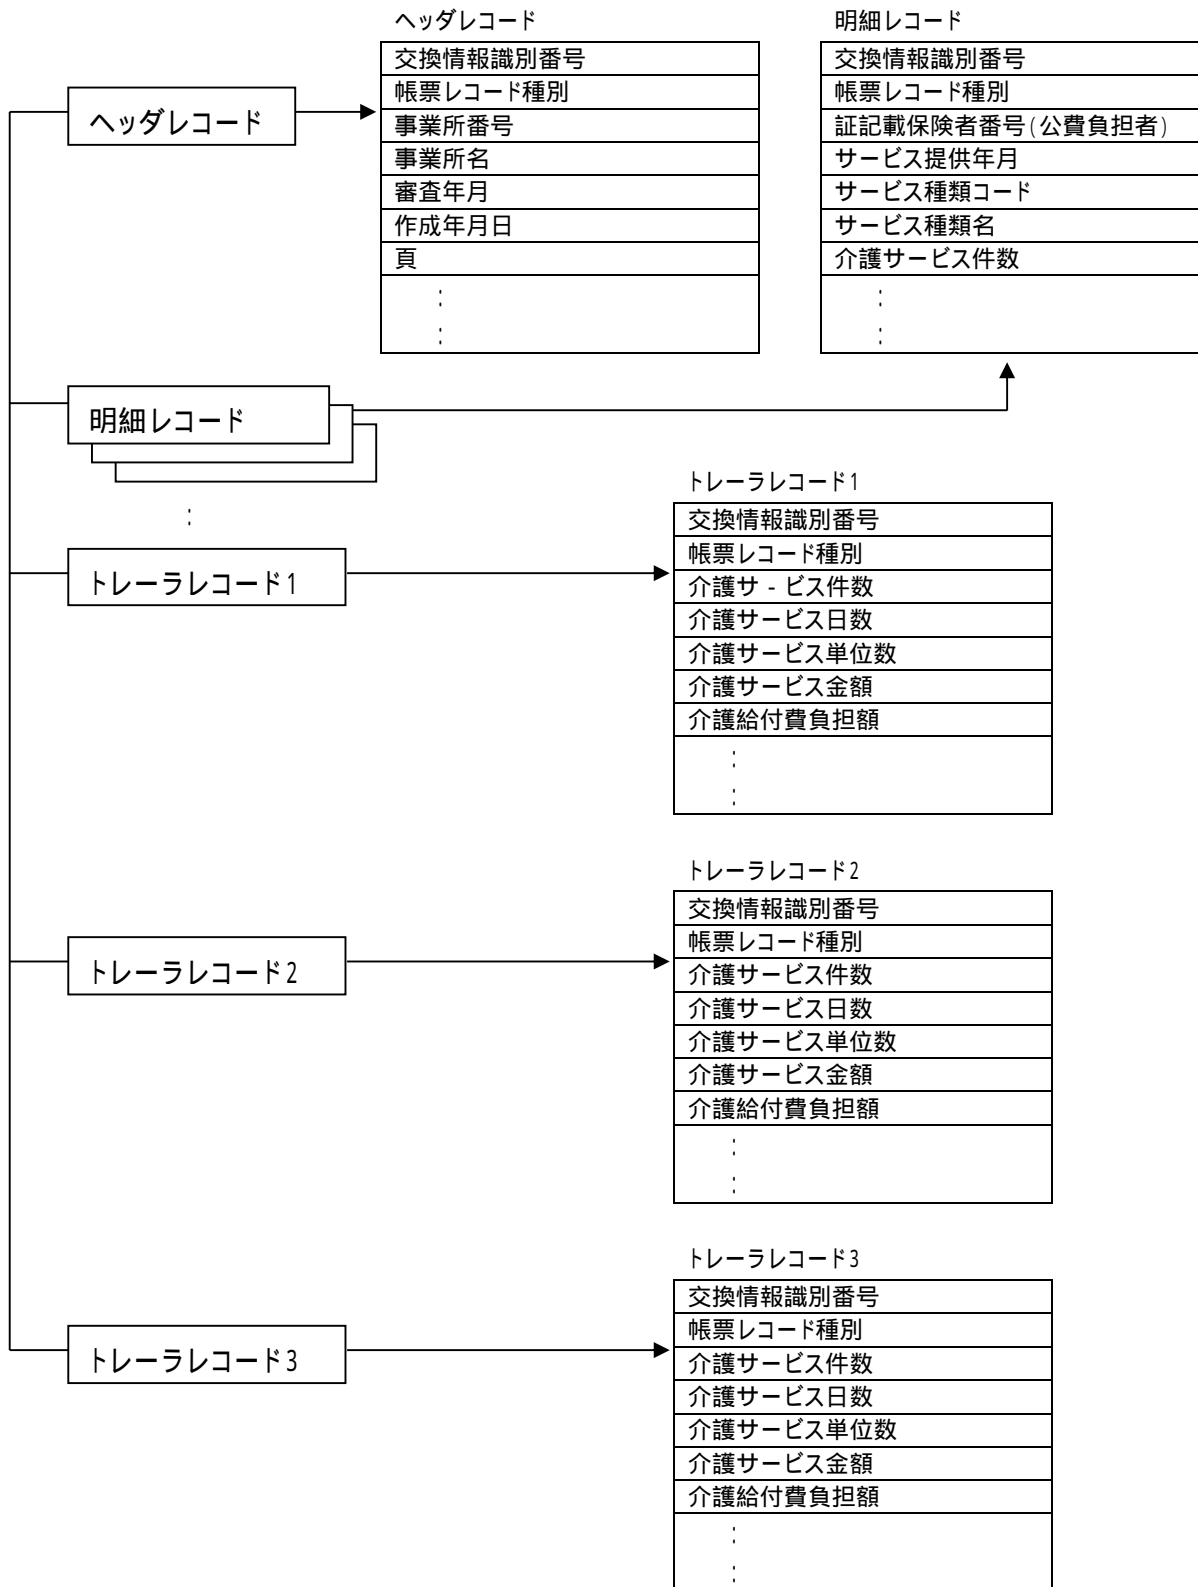 ヘッダレコード
交換情報識別番号
帳票レコード種別
事業所番号
事業所名
審査年月
作成年月日
頁
:
:
明細レコード
交換情報識別番号
帳票レコード種別
証記載保険者番号(公費負担者)
サービス提供年月
サービス種類コード
サービス種類名
介護サービス件数
:
:
ヘッダレコード
明細レコード
:
トレーラレコード1
トレーラレコード1
交換情報識別番号
帳票レコード種別
介護サ-ビス件数
介護サービス日数
介護サービス単位数
介護サービス金額
介護給付費負担額
:
:
トレーラレコード2
トレーラレコード2
交換情報識別番号
帳票レコード種別
介護サービス件数
介護サービス日数
介護サービス単位数
介護サービス金額
介護給付費負担額
:
:
トレーラレコード3
トレーラレコード3
交換情報識別番号
帳票レコード種別
介護サービス件数
介護サービス日数
介護サービス単位数
介護サービス金額
介護給付費負担額
:
: